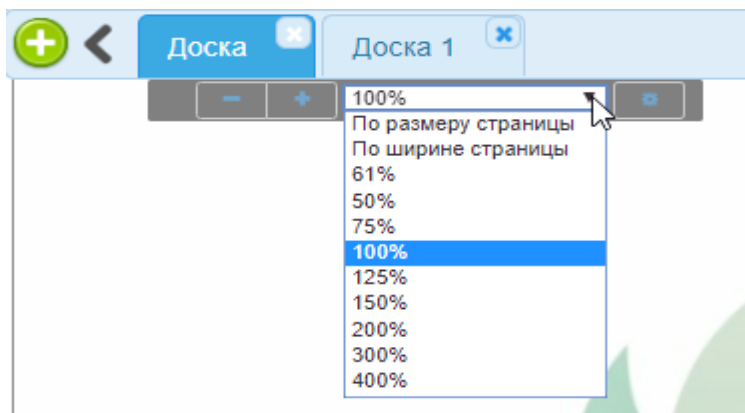 Доска
Доска 1
100%
По размеру страницы
По ширине страницы
61%
50%
75%
100%
125%
150%
200%
300%
400%